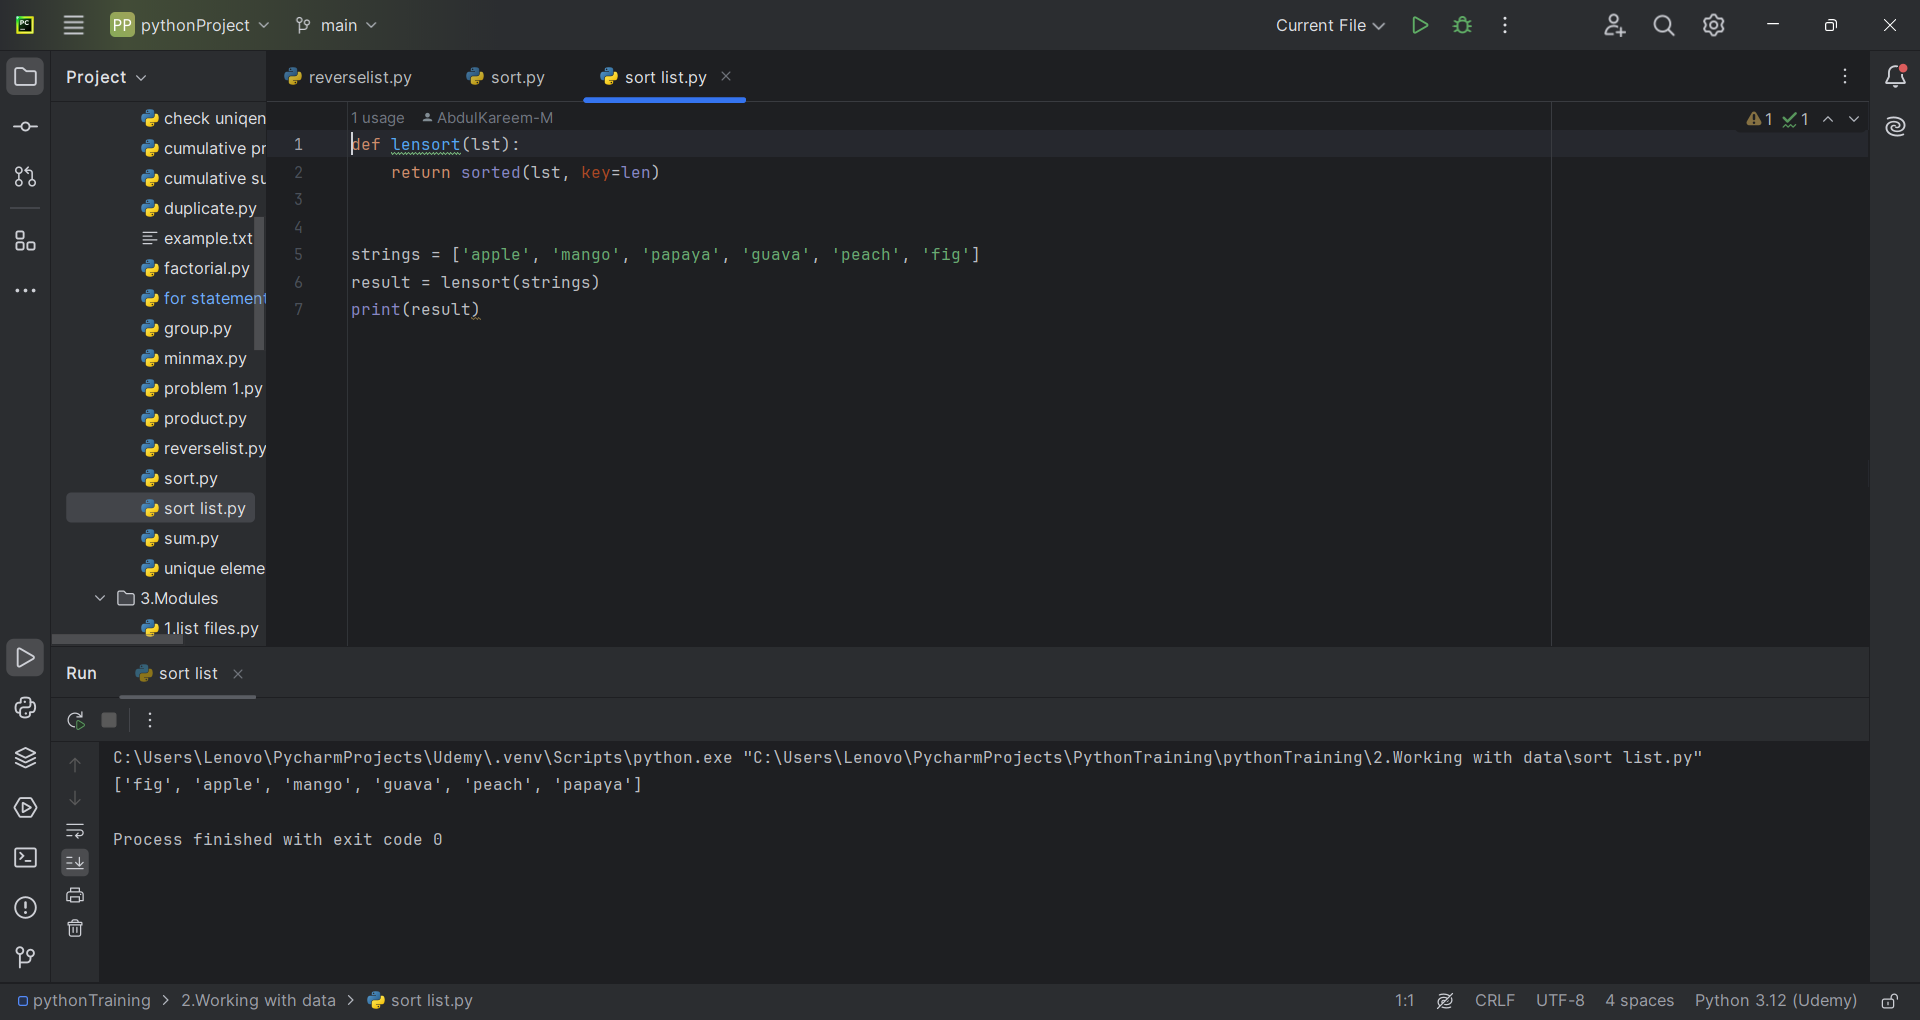 PP pythonProject main Current File
Project reverselist.py sort.py sort list.py
check uniqen
cumulative pr
cumulative su
duplicate.py
example.txt
factorial.py
for statement
group.py
minmax.py
problem 1.py
product.py
reverselist.py
sort.py
sort list.py
sum.py
unique eleme
3.Modules
1.list files.py
1 usage AbdulKareem-M
1 1
1 def lensort(lst):
2 return sorted(lst, key=len)
3
4
5 strings = ['apple', 'mango', 'papaya', 'guava', 'peach', 'fig']
6 result = lensort(strings)
7 print(result)
Run sort list
C:\Users\Lenovo\PycharmProjects\Udemy\.venv\Scripts\python.exe "C:\Users\Lenovo\PycharmProjects\PythonTraining\pythonTraining\2.Working with data\sort list.py"
['fig', 'apple', 'mango', 'guava', 'peach', 'papaya']
Process finished with exit code 0
pythonTraining > 2.Working with data > sort list.py 1:1 CRLF UTF-8 4 spaces Python 3.12 (Udemy)